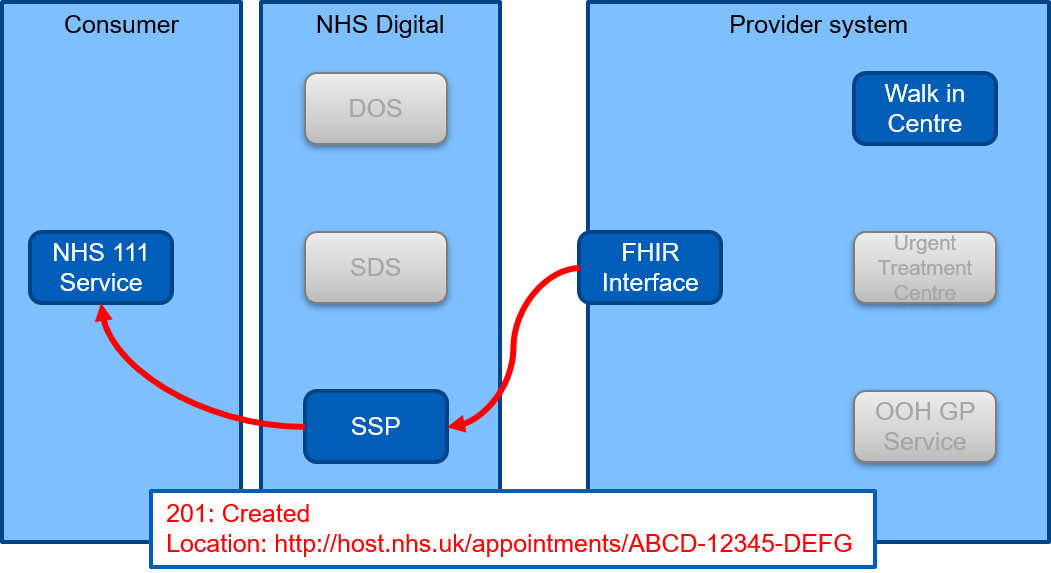 Consumer
NHS Digital
Provider system
DOS
Walk in
Centre
NHS 111
Service
SDS
FHIR
Interface
Urgent
Treatment
Centre
SSP
OOH GP
Service
201: Created
Location: http://host.nhs.uk/appointments/ABCD-12345-DEFG